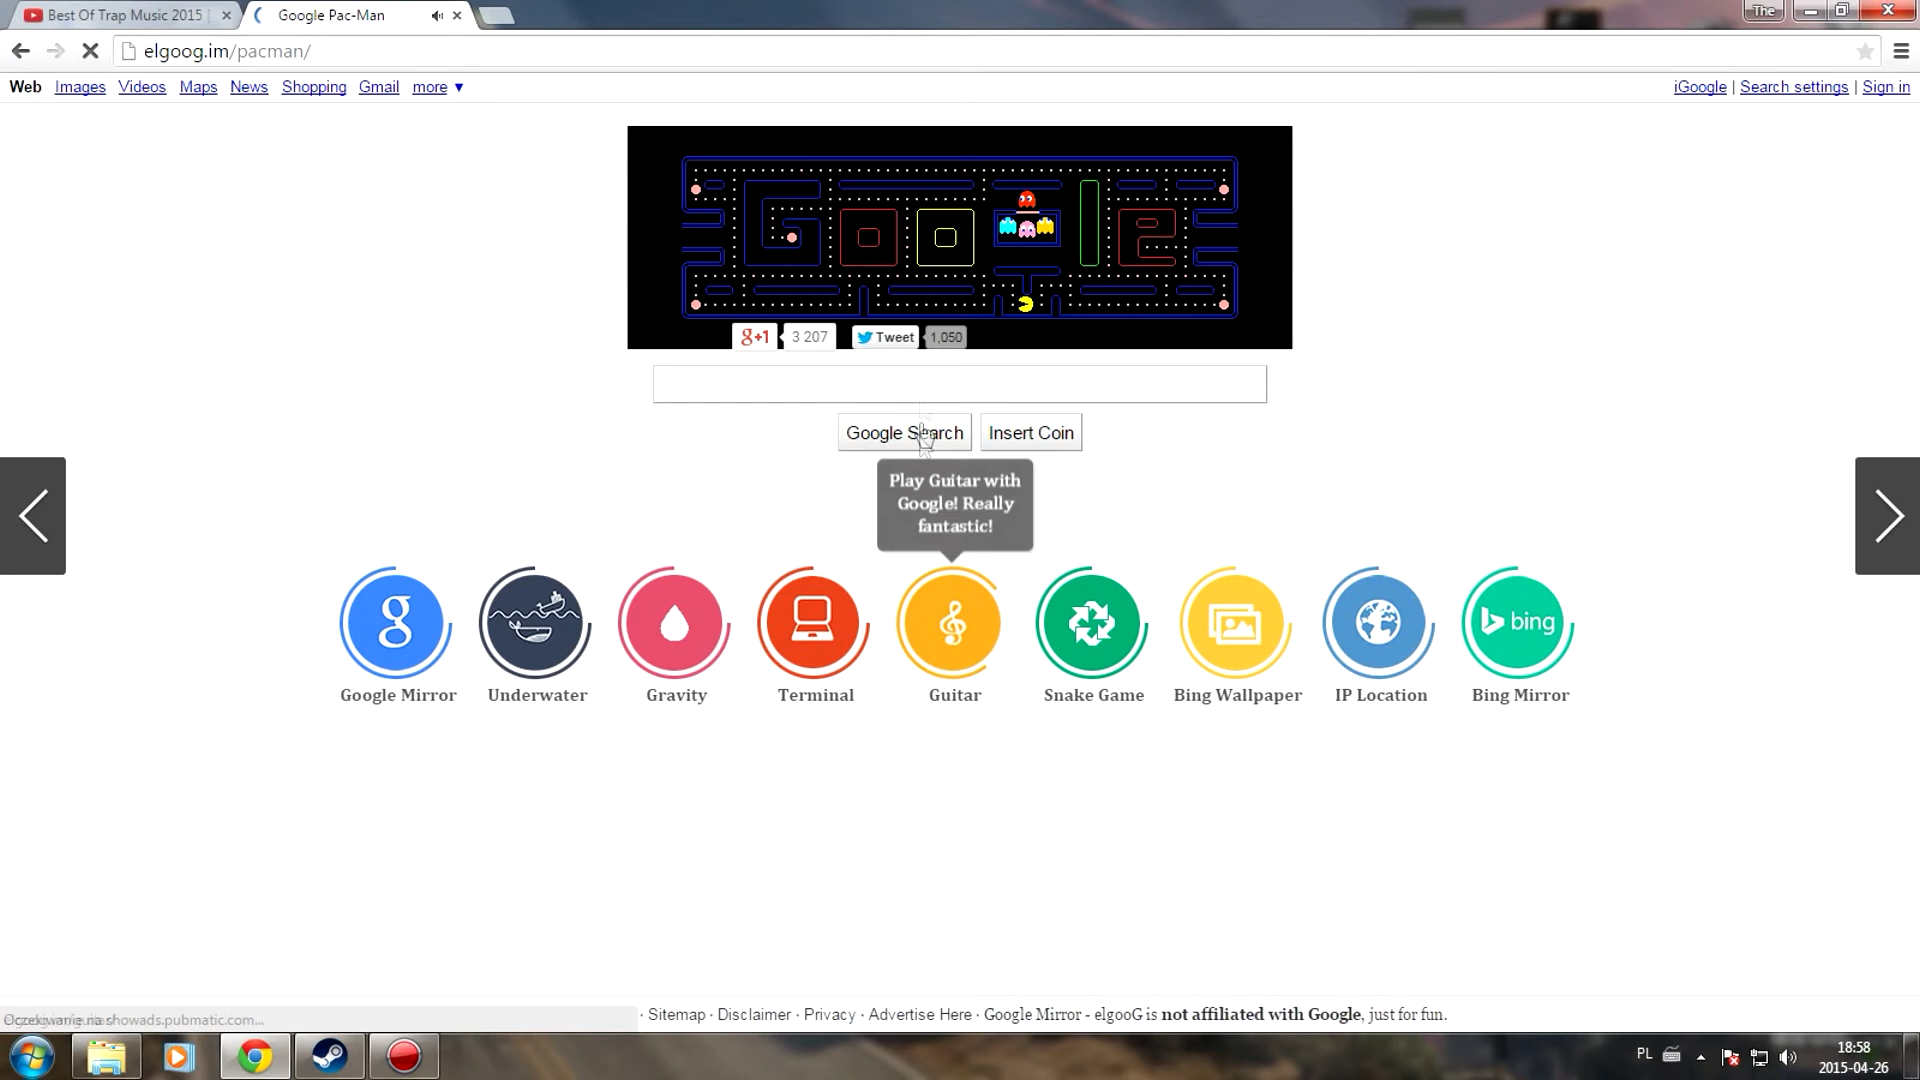 Best Of Trap Music 2015
Google Pac-Man
The
elgoog.im/pacman/
Web Images Videos Maps News Shopping Gmail more ▼
iGoogle | Search settings | Sign in
g+1 3 207 Tweet 1,050
Google Search Insert Coin
Play Guitar with
Google! Really
fantastic!
bing
Google Mirror Underwater Gravity Terminal Guitar Snake Game Bing Wallpaper IP Location Bing Mirror
showads.pubmatic.com...
· Sitemap · Disclaimer · Privacy · Advertise Here · Google Mirror - elgooG is not affiliated with Google, just for fun.
PL
18:58
2015-04-26